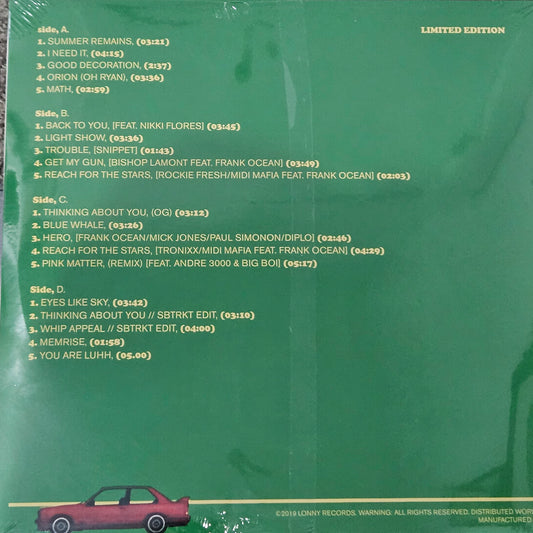 LIMITED EDITION
side, A.
1. SUMMER REMAINS, (03:21)
2. I NEED IT, (04:15)
3. GOOD DECORATION, (2:37)
4. ORION (OH RYAN), (03:36)
5. MATH, (02:59)
Side, B.
1. BACK TO YOU, [FEAT. NIKKI FLORES] (03:45)
2. LIGHT SHOW, (03:36)
3. TROUBLE, [SNIPPET] (01:43)
4. GET MY GUN, [BISHOP LAMONT FEAT. FRANK OCEAN] (03:49)
5. REACH FOR THE STARS, [ROCKIE FRESH/MIDI MAFIA FEAT. FRANK OCEAN] (02:03)
Side, C.
1. THINKING ABOUT YOU, (OG) (03:12)
2. BLUE WHALE, (03:26)
3. HERO, [FRANK OCEAN/MICK JONES/PAUL SIMONON/DIPLO] (02:46)
4. REACH FOR THE STARS, [TRONIXX/MIDI MAFIA FEAT. FRANK OCEAN] (04:29)
5. PINK MATTER, (REMIX) [FEAT. ANDRE 3000 & BIG BOI] (05:17)
Side, D.
1. EYES LIKE SKY, (03:42)
2. THINKING ABOUT YOU // SBTRKT EDIT, (03:10)
3. WHIP APPEAL // SBTRKT EDIT, (04:00)
4. MEMRISE, (01:58)
5. YOU ARE LUHH, (05.00)
©2019 LONNY RECORDS. WARNING: ALL RIGHTS RESERVED. DISTRIBUTED WOR
MANUFACTURED